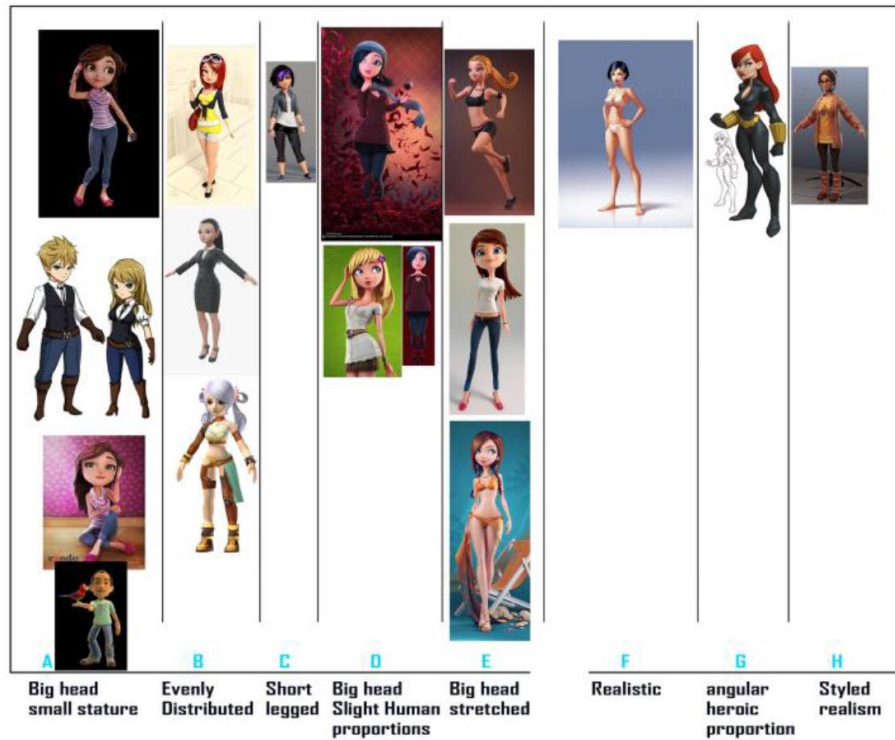 A
B
C
D
E
F
G
H
Big head
small stature
Evenly
Distributed
Short
legged
Big head
Slight Human
proportions
Big head
stretched
Realistic
angular
heroic
proportion
Styled
realism